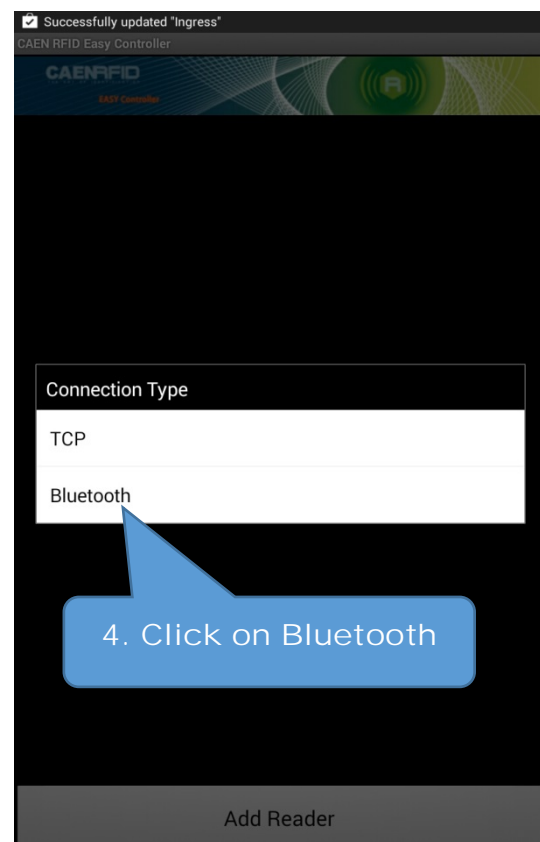 Successfully updated "Ingress"
CAEN RFID Easy Controller
CAENRFID
EASY Controller
((R))
Connection Type
TCP
Bluetooth
4. Click on Bluetooth
Add Reader